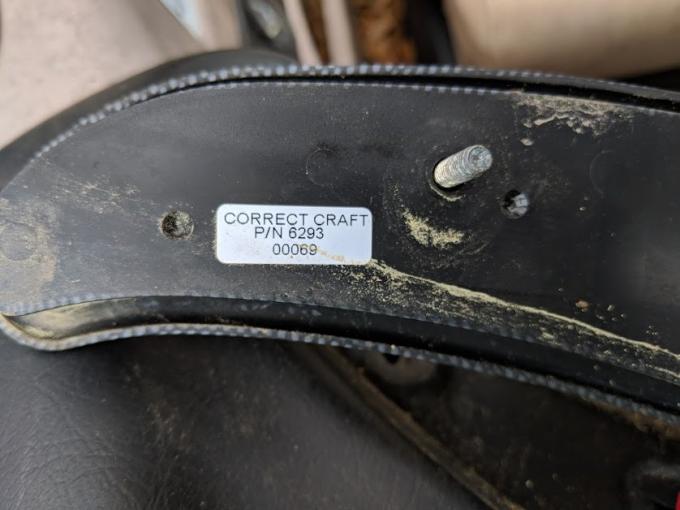 CORRECT CRAFT
P/N 6293
00069